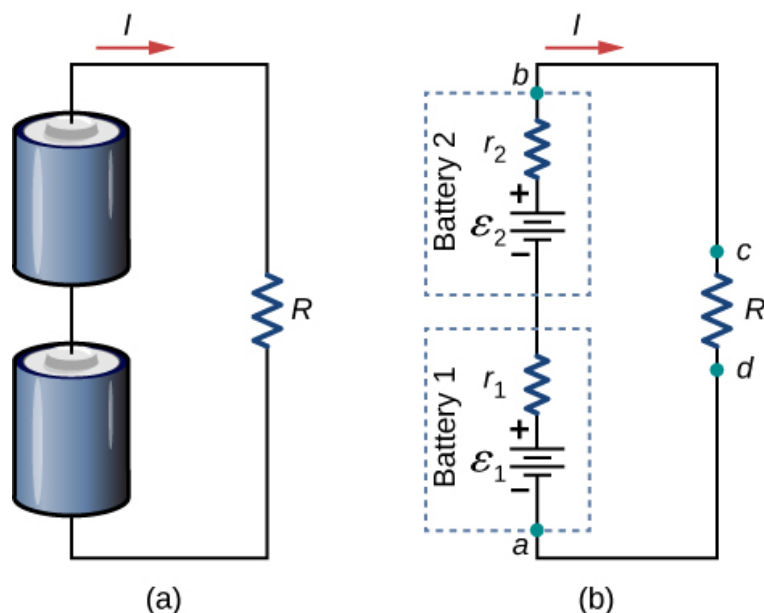 I
R
(a)
I
b
Battery 2
r2
+
ε2
−
c
R
d
Battery 1
r1
+
ε1
−
a
(b)